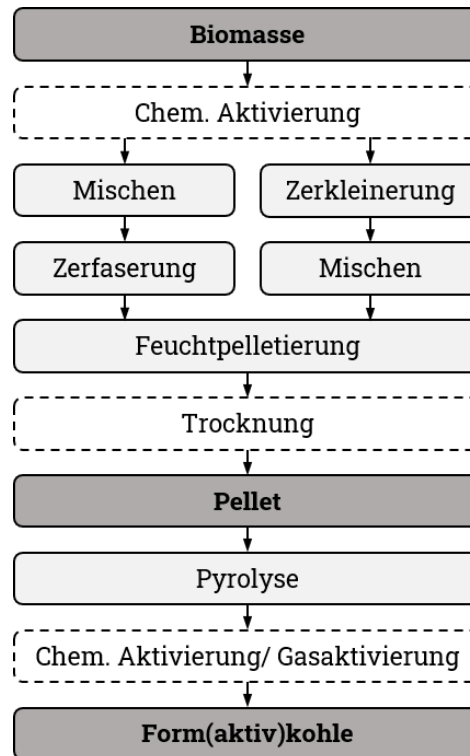 Biomasse
Chem. Aktivierung
Mischen
Zerkleinerung
Zerfaserung
Mischen
Feuchtpelletierung
Trocknung
Pellet
Pyrolyse
Chem. Aktivierung/ Gasaktivierung
Form(aktiv)kohle